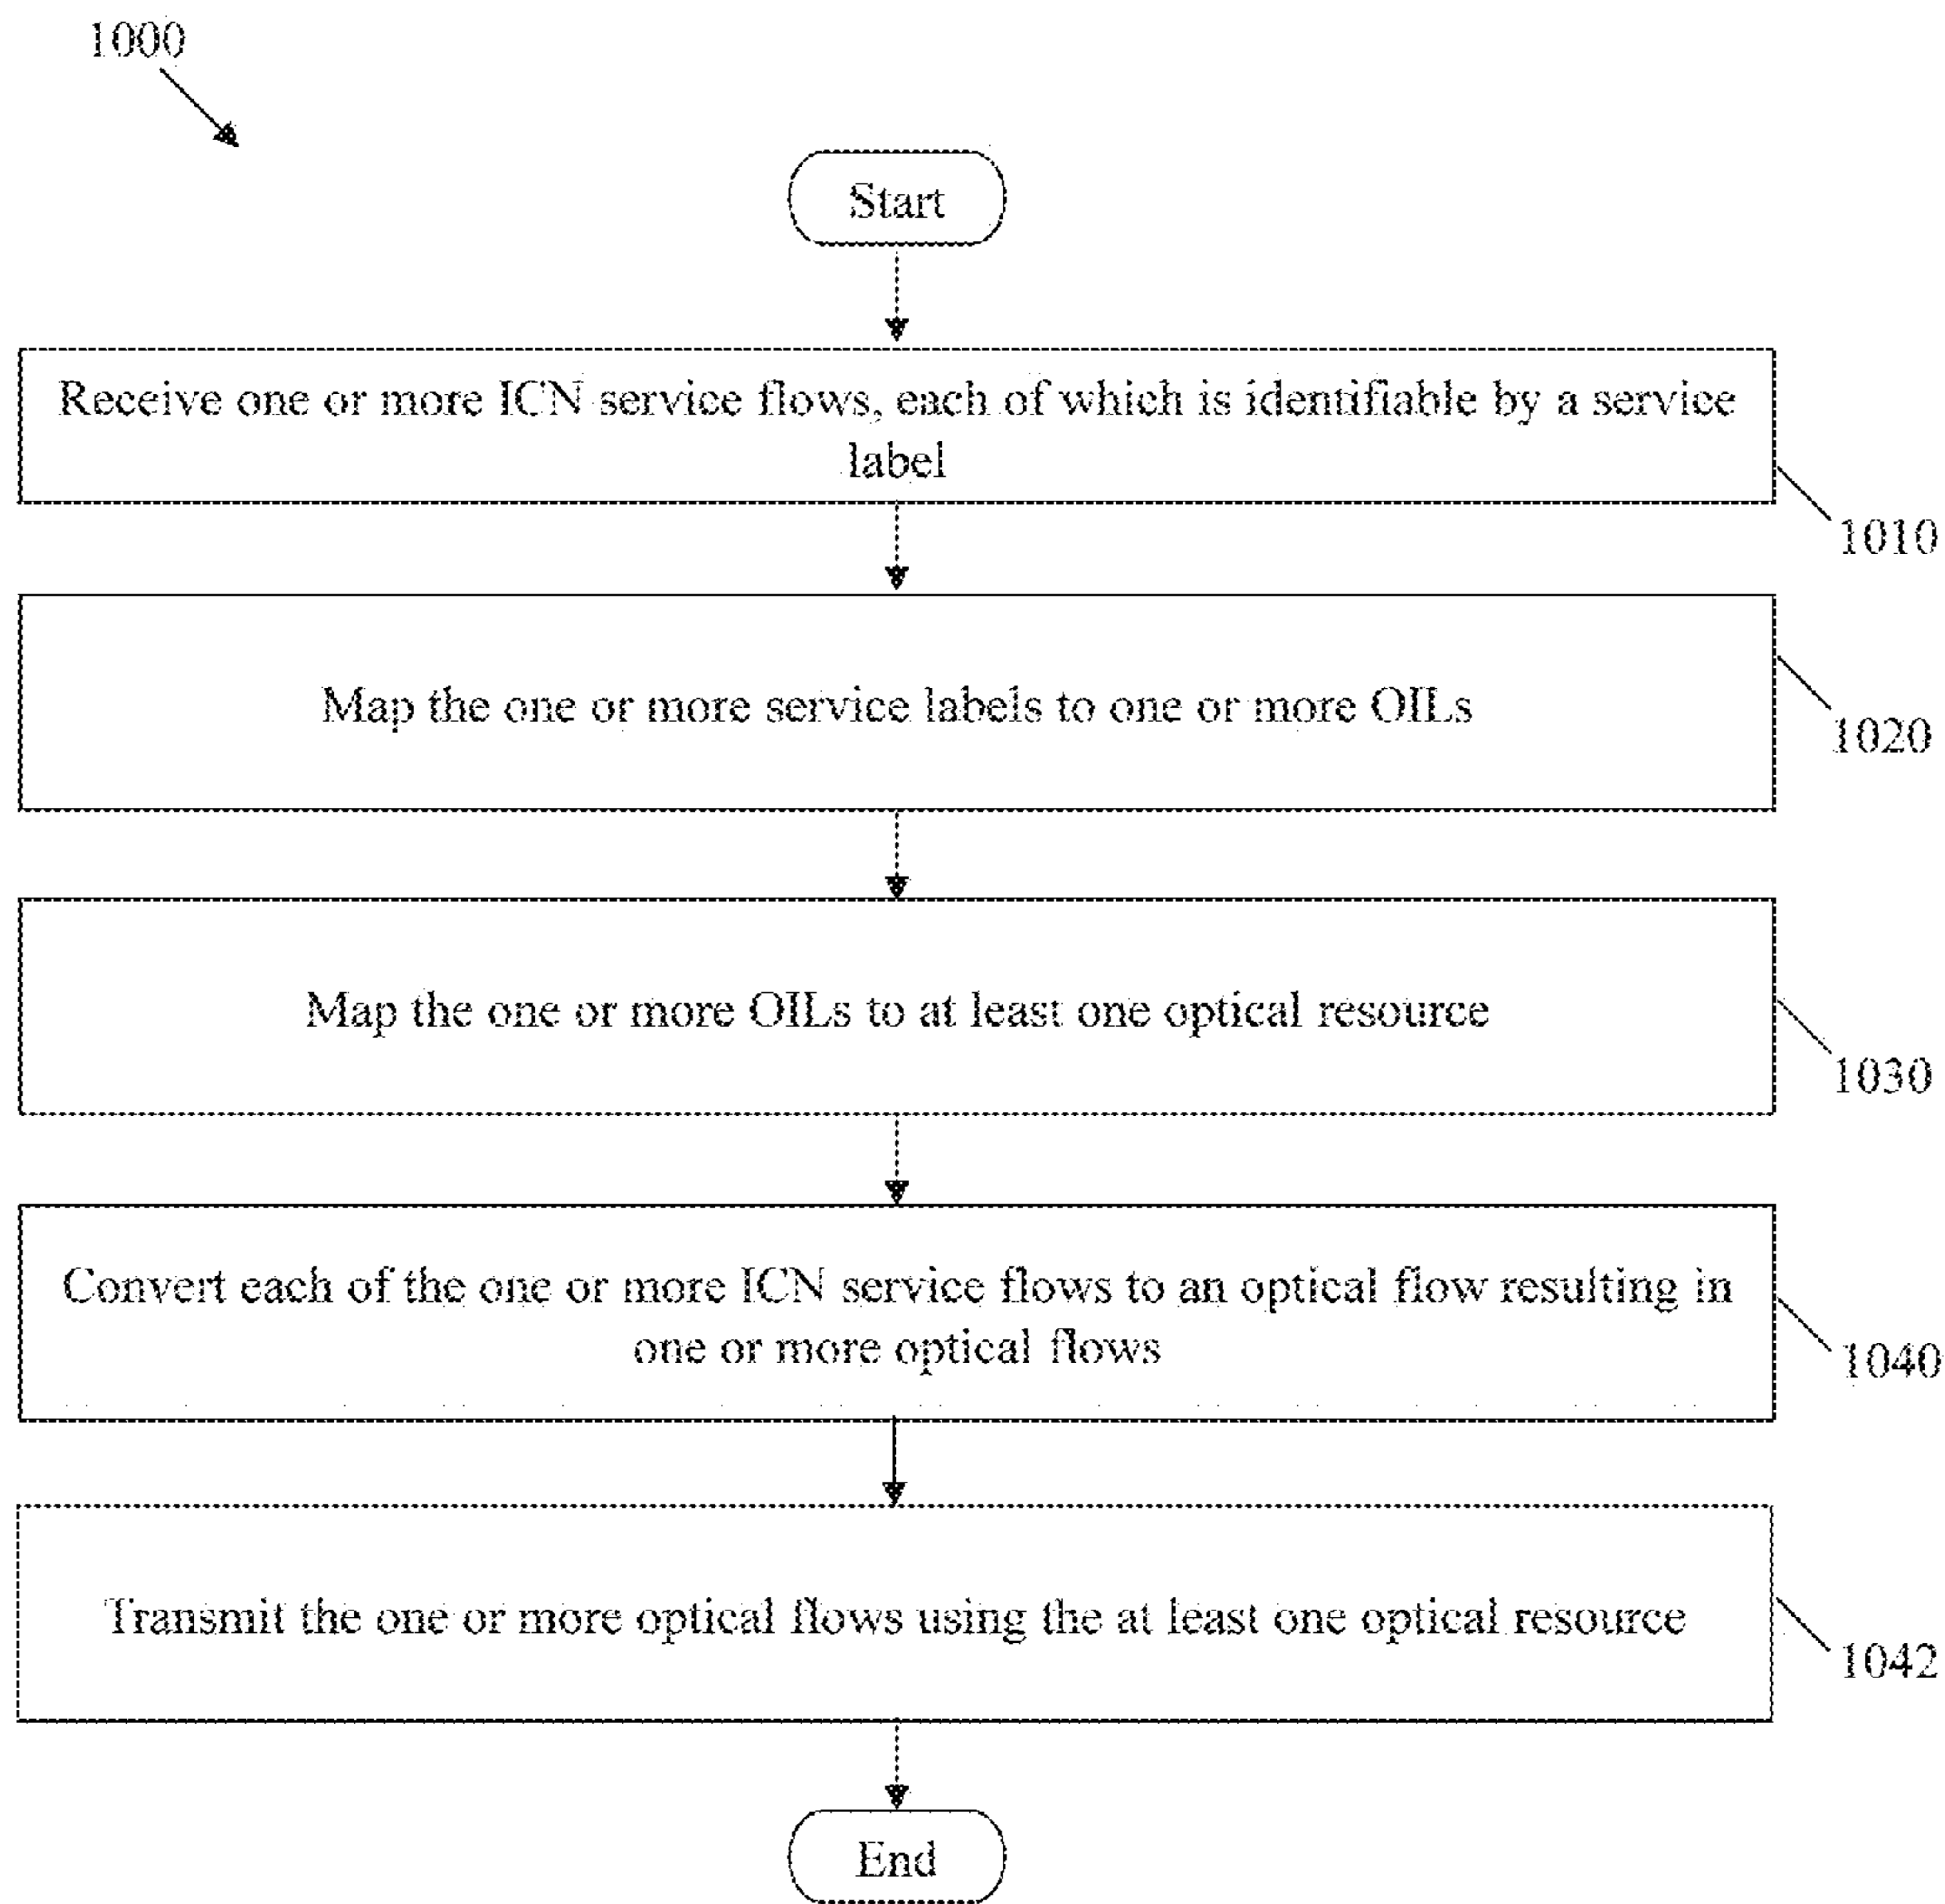 1000
Start
Receive one or more ICN service flows, each of which is identifiable by a service
label
1010
Map the one or more service labels to one or more OILs
1020
Map the one or more OILs to at least one optical resource
1030
Convert each of the one or more ICN service flows to an optical flow resulting in
one or more optical flows
1040
Transmit the one or more optical flows using the at least one optical resource
1042
End